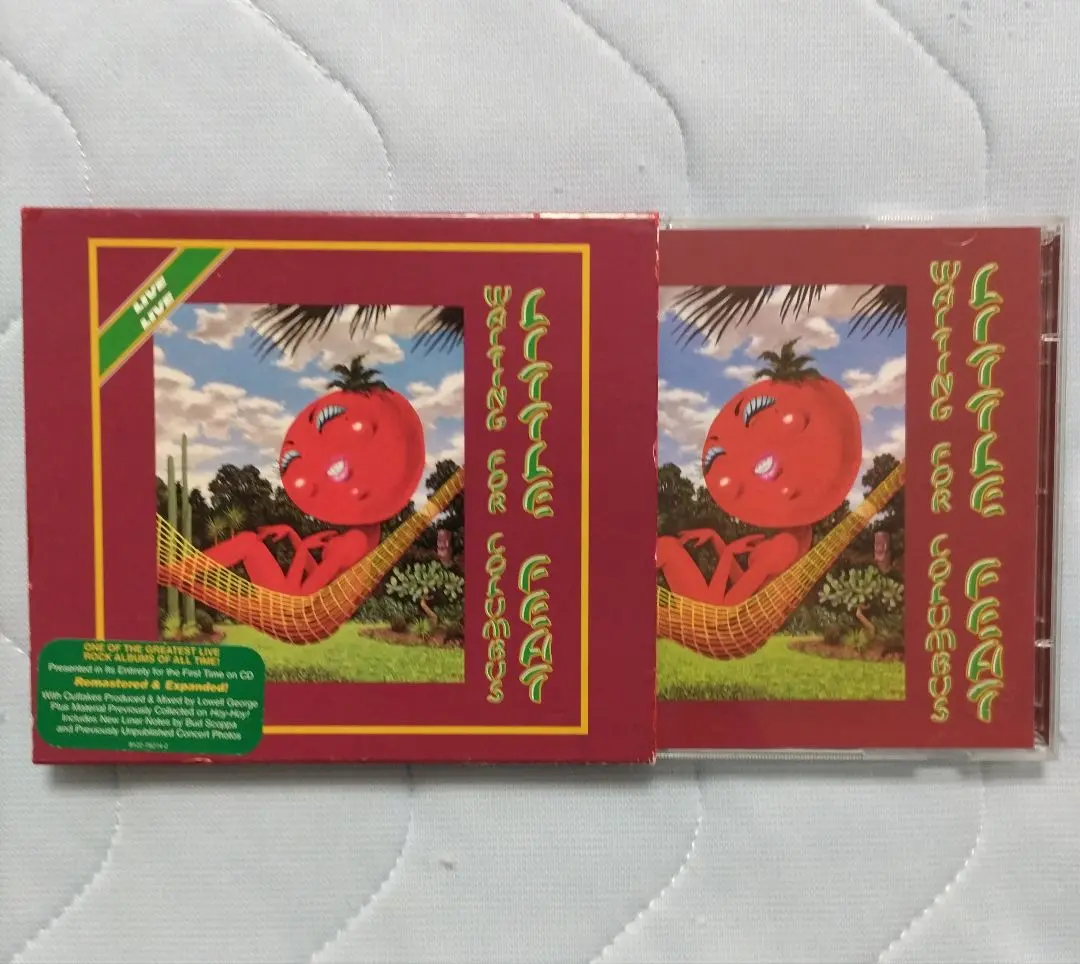 LIVE
LIVE
LITTLE FEAT
WAITING FOR COLUMBUS
ONE OF THE GREATEST LIVE
ROCK ALBUMS OF ALL TIME!
Presented in Its Entirety for the First Time on CD
Remastered & Expanded!
With Outtakes Produced & Mixed by Lowell George
Plus Material Previously Collected on Hoy-Hoy!
Includes New Liner Notes by Bud Scoppa
and Previously Unpublished Concert Photos
LITTLE FEAT
WAITING FOR COLUMBUS